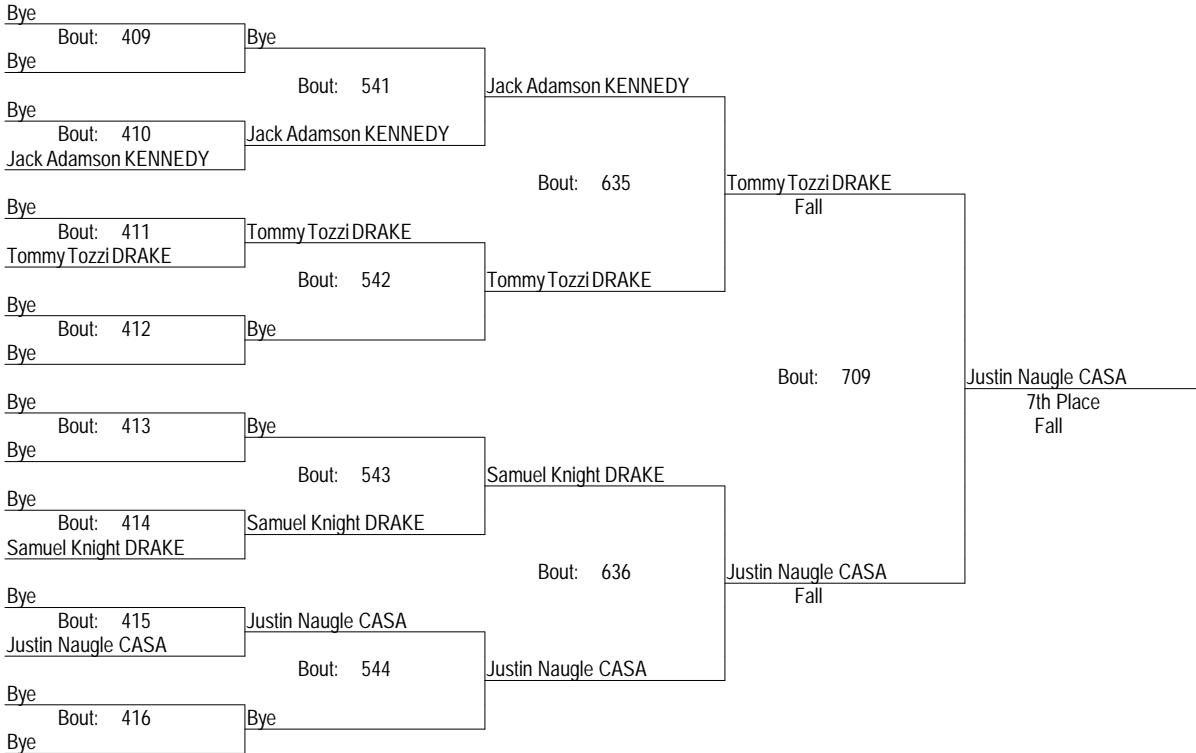 Bye
Bout: 409
Bye
Bye
Bout: 541
Jack Adamson KENNEDY
Bye
Bout: 410
Jack Adamson KENNEDY
Jack Adamson KENNEDY
Bout: 635
Tommy Tozzi DRAKE
Fall
Bye
Bout: 411
Tommy Tozzi DRAKE
Tommy Tozzi DRAKE
Bout: 542
Tommy Tozzi DRAKE
Bye
Bout: 412
Bye
Bye
Bout: 709
Justin Naugle CASA
7th Place
Fall
Bye
Bout: 413
Bye
Bye
Bout: 543
Samuel Knight DRAKE
Bye
Bout: 414
Samuel Knight DRAKE
Samuel Knight DRAKE
Bout: 636
Justin Naugle CASA
Fall
Bye
Bout: 415
Justin Naugle CASA
Justin Naugle CASA
Bout: 544
Justin Naugle CASA
Bye
Bout: 416
Bye
Bye